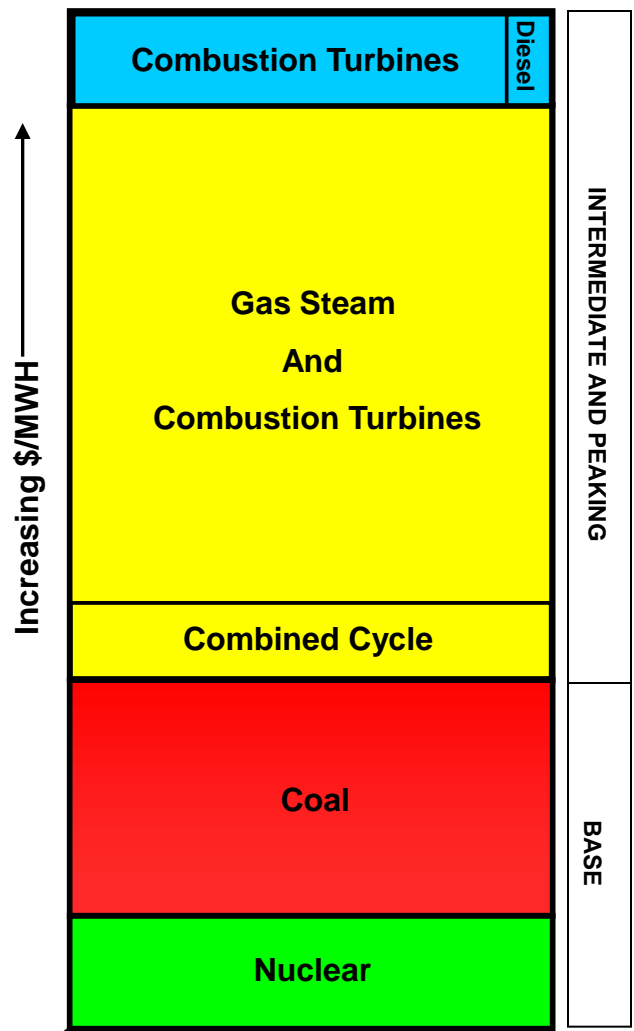 Combustion Turbines
Diesel
Increasing $/MWH
Gas Steam
And
Combustion Turbines
INTERMEDIATE AND PEAKING
Combined Cycle
Coal
BASE
Nuclear